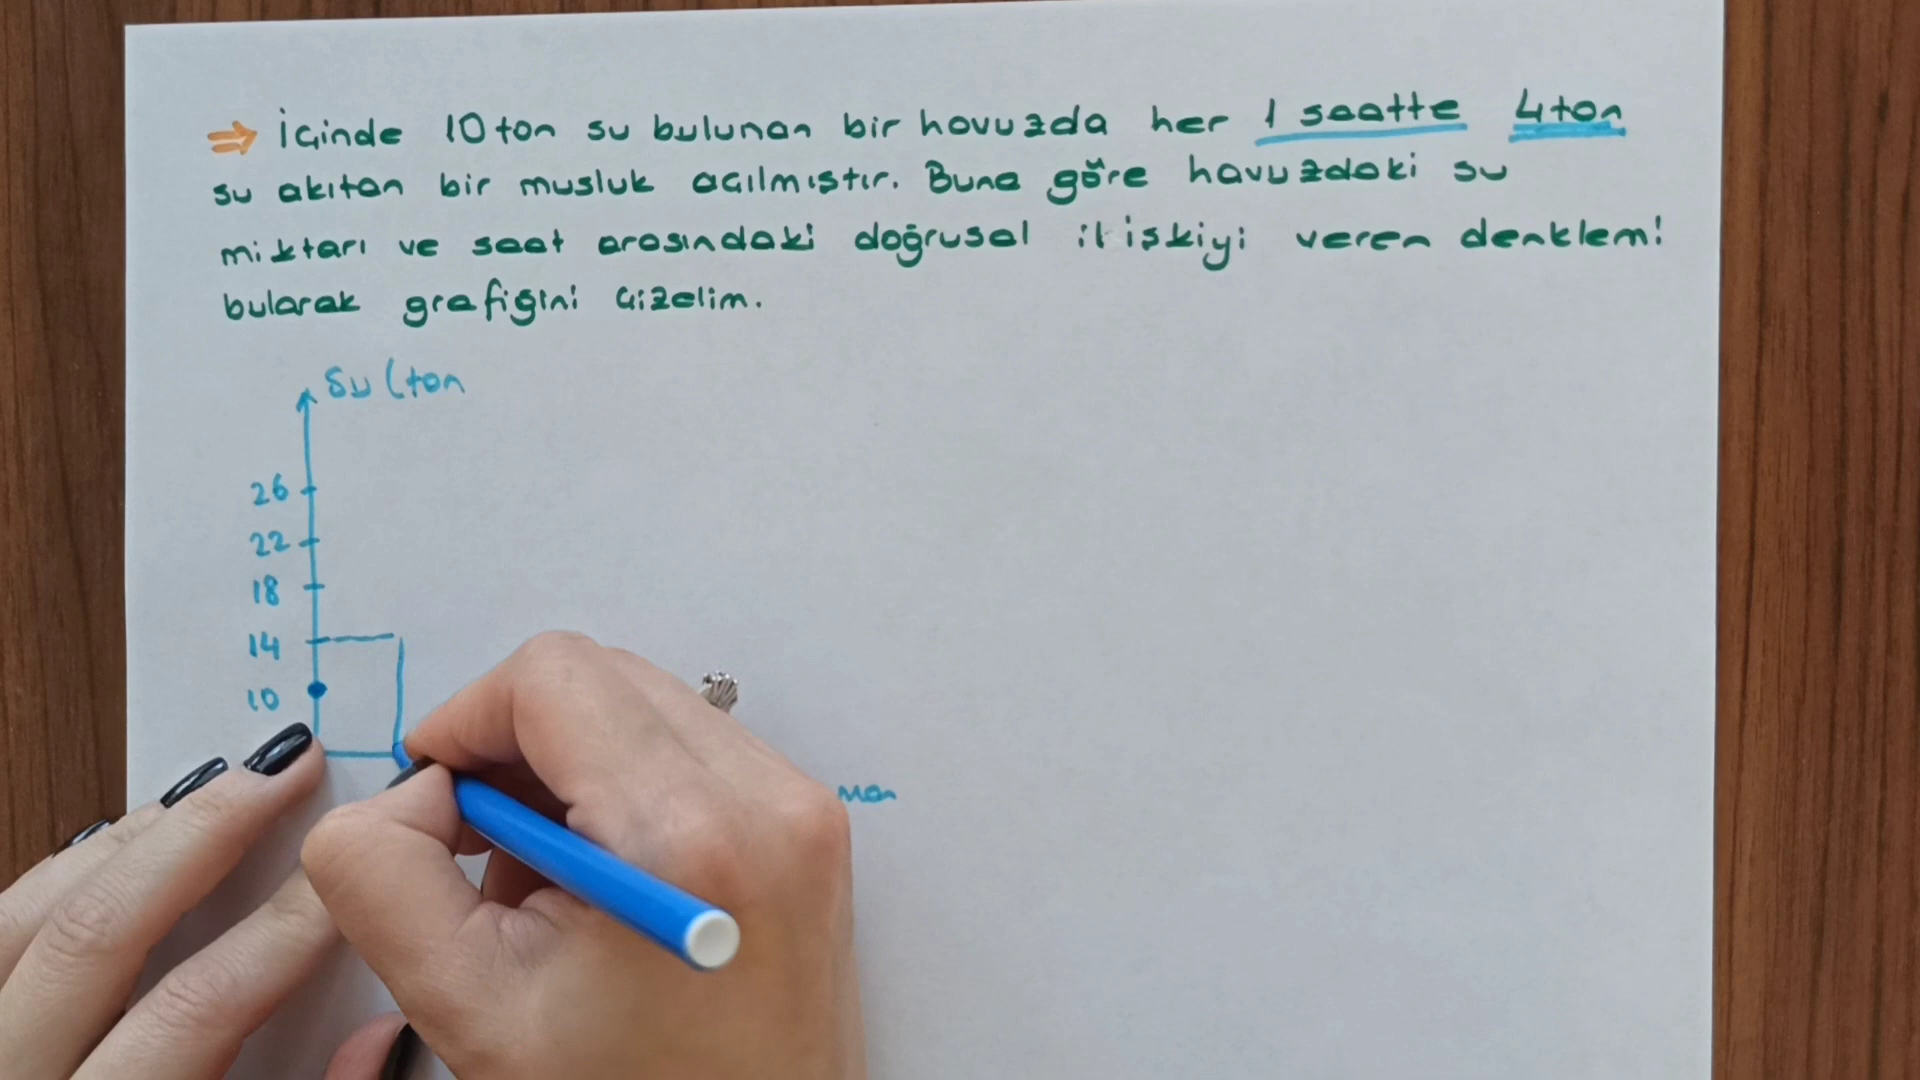 ⇒ İçinde 10 ton su bulunan bir havuzda her 1 saatte 4 ton
su akıtan bir musluk açılmıştır. Buna göre havuzdaki su
miktarı ve saat arasındaki doğrusal ilişkiyi veren denklemi
bularak grafiğini çizelim.
Su (ton
26
22
18
14
10